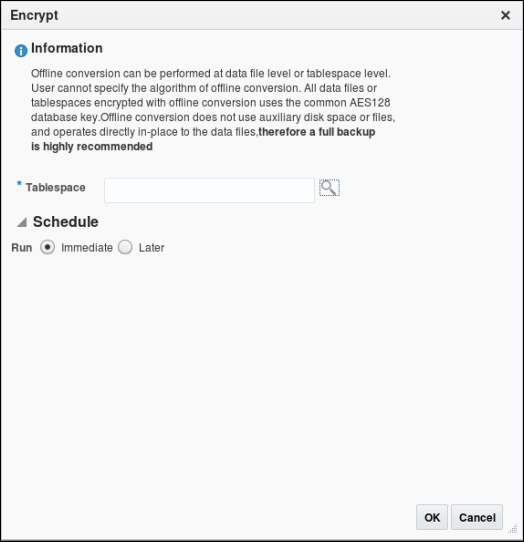 Encrypt
Information
Offline conversion can be performed at data file level or tablespace level.
User cannot specify the algorithm of offline conversion. All data files or
tablespaces encrypted with offline conversion uses the common AES128
database key.Offline conversion does not use auxiliary disk space or files,
and operates directly in-place to the data files,therefore a full backup
is highly recommended
* Tablespace
Schedule
Run Immediate Later
OK Cancel